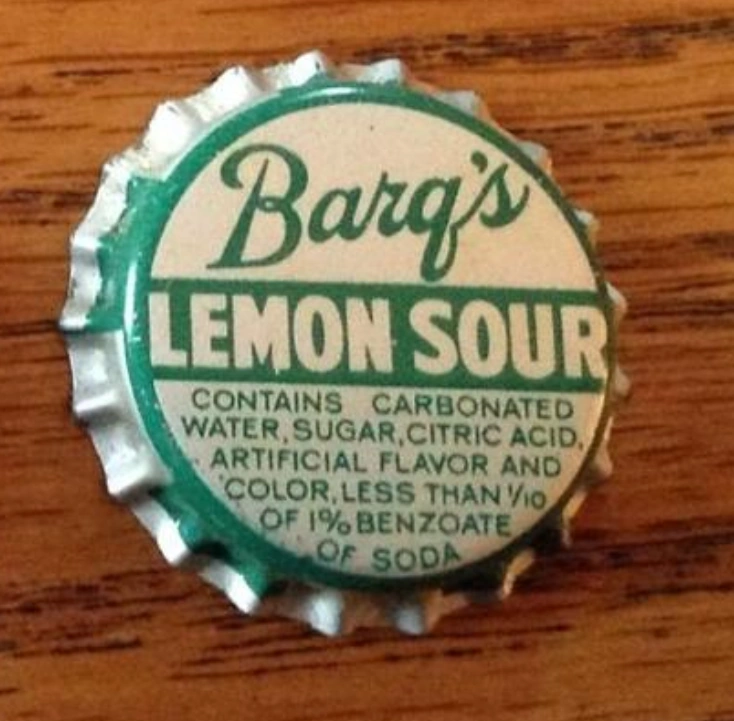 Barq's
LEMON SOUR
CONTAINS CARBONATED
WATER, SUGAR, CITRIC ACID,
ARTIFICIAL FLAVOR AND
COLOR, LESS THAN 1/10
OF 1% BENZOATE
OF SODA